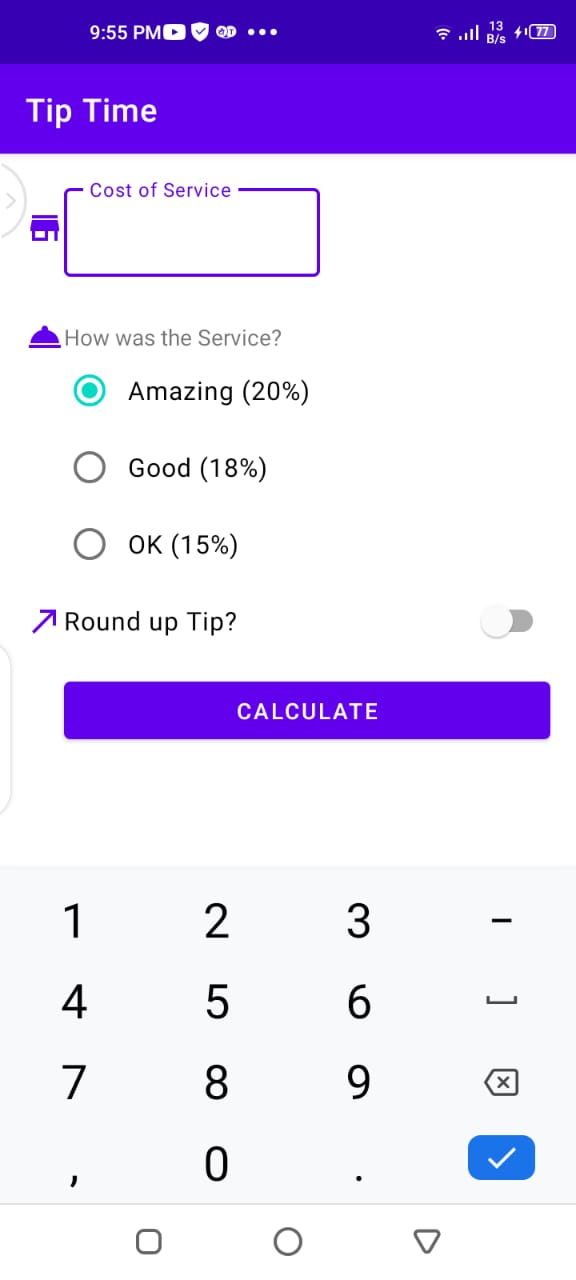 9:55 PM
13 B/s
77
Tip Time
Cost of Service
How was the Service?
Amazing (20%)
Good (18%)
OK (15%)
Round up Tip?
CALCULATE
1 2 3 -
4 5 6
7 8 9
, 0 .